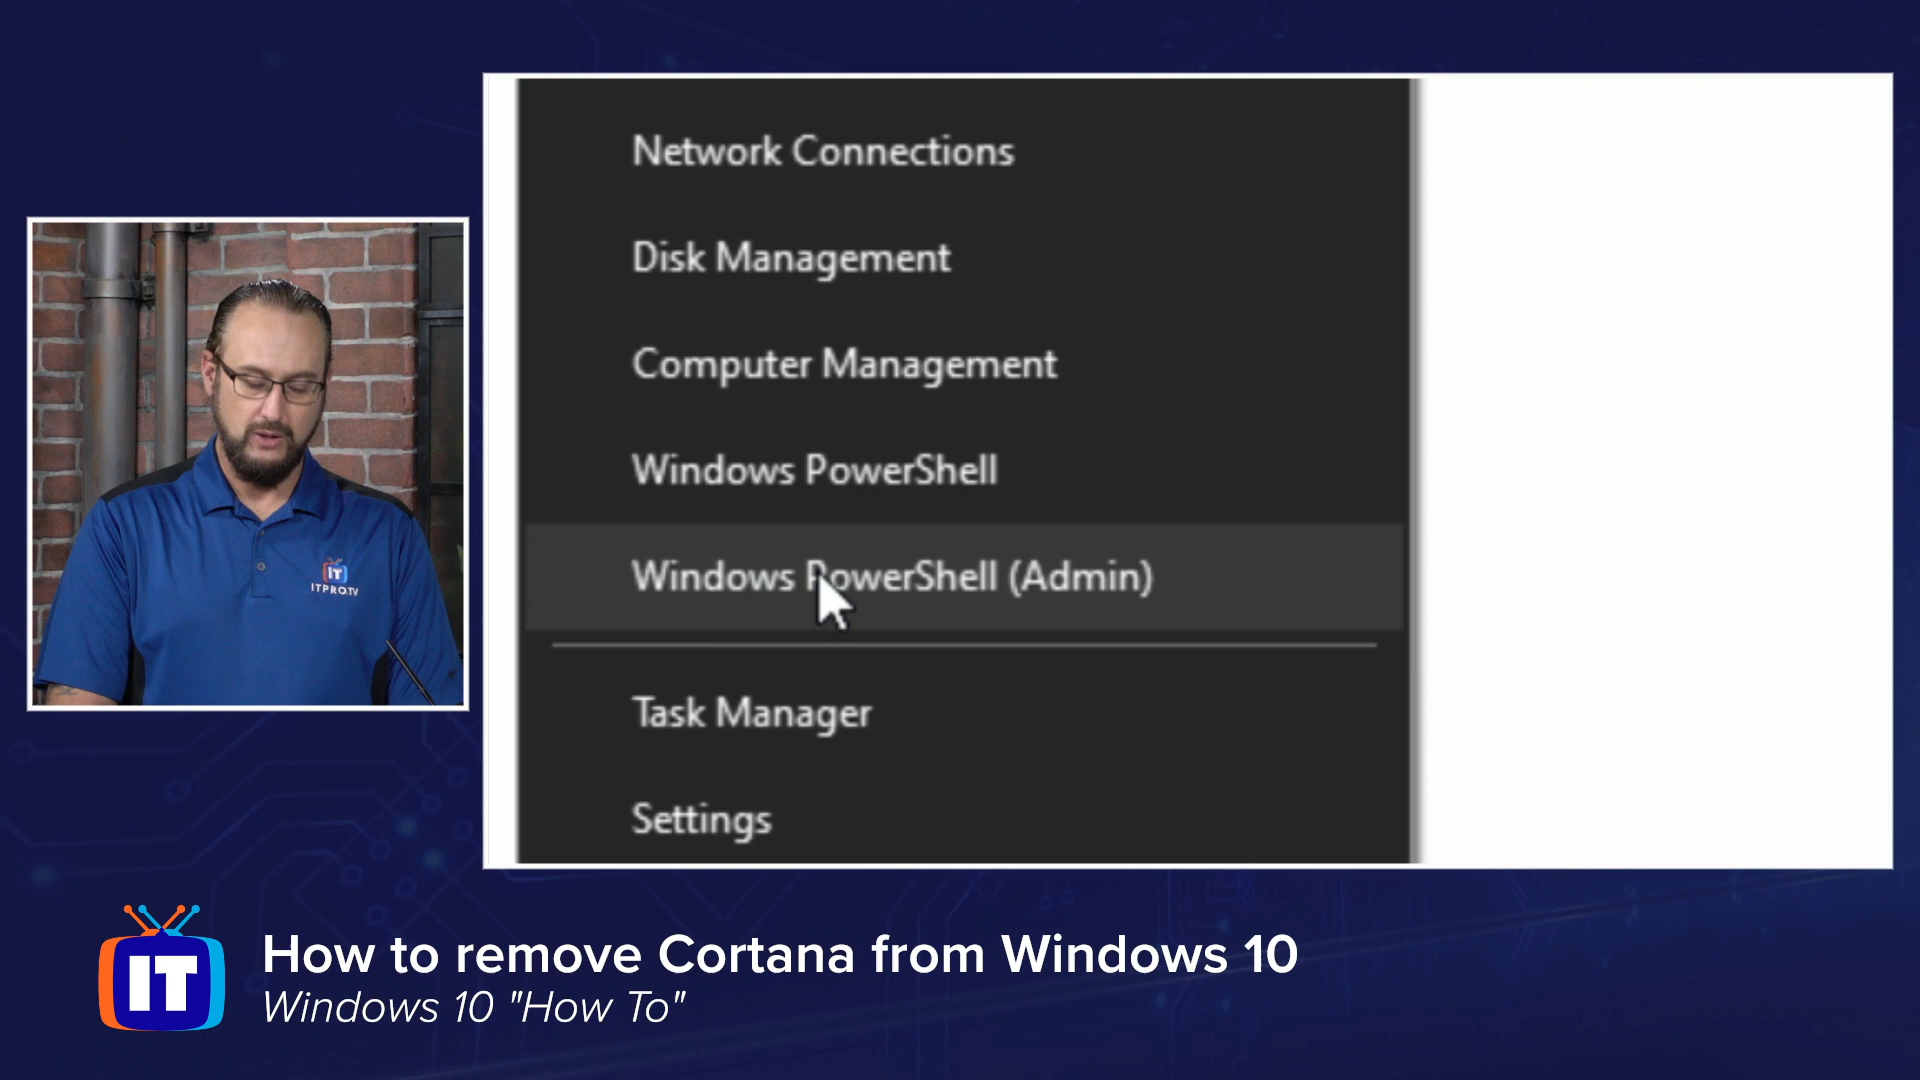 Network Connections
Disk Management
Computer Management
Windows PowerShell
Windows PowerShell (Admin)
Task Manager
Settings
IT
ITPRO.TV
IT
How to remove Cortana from Windows 10
Windows 10 "How To"